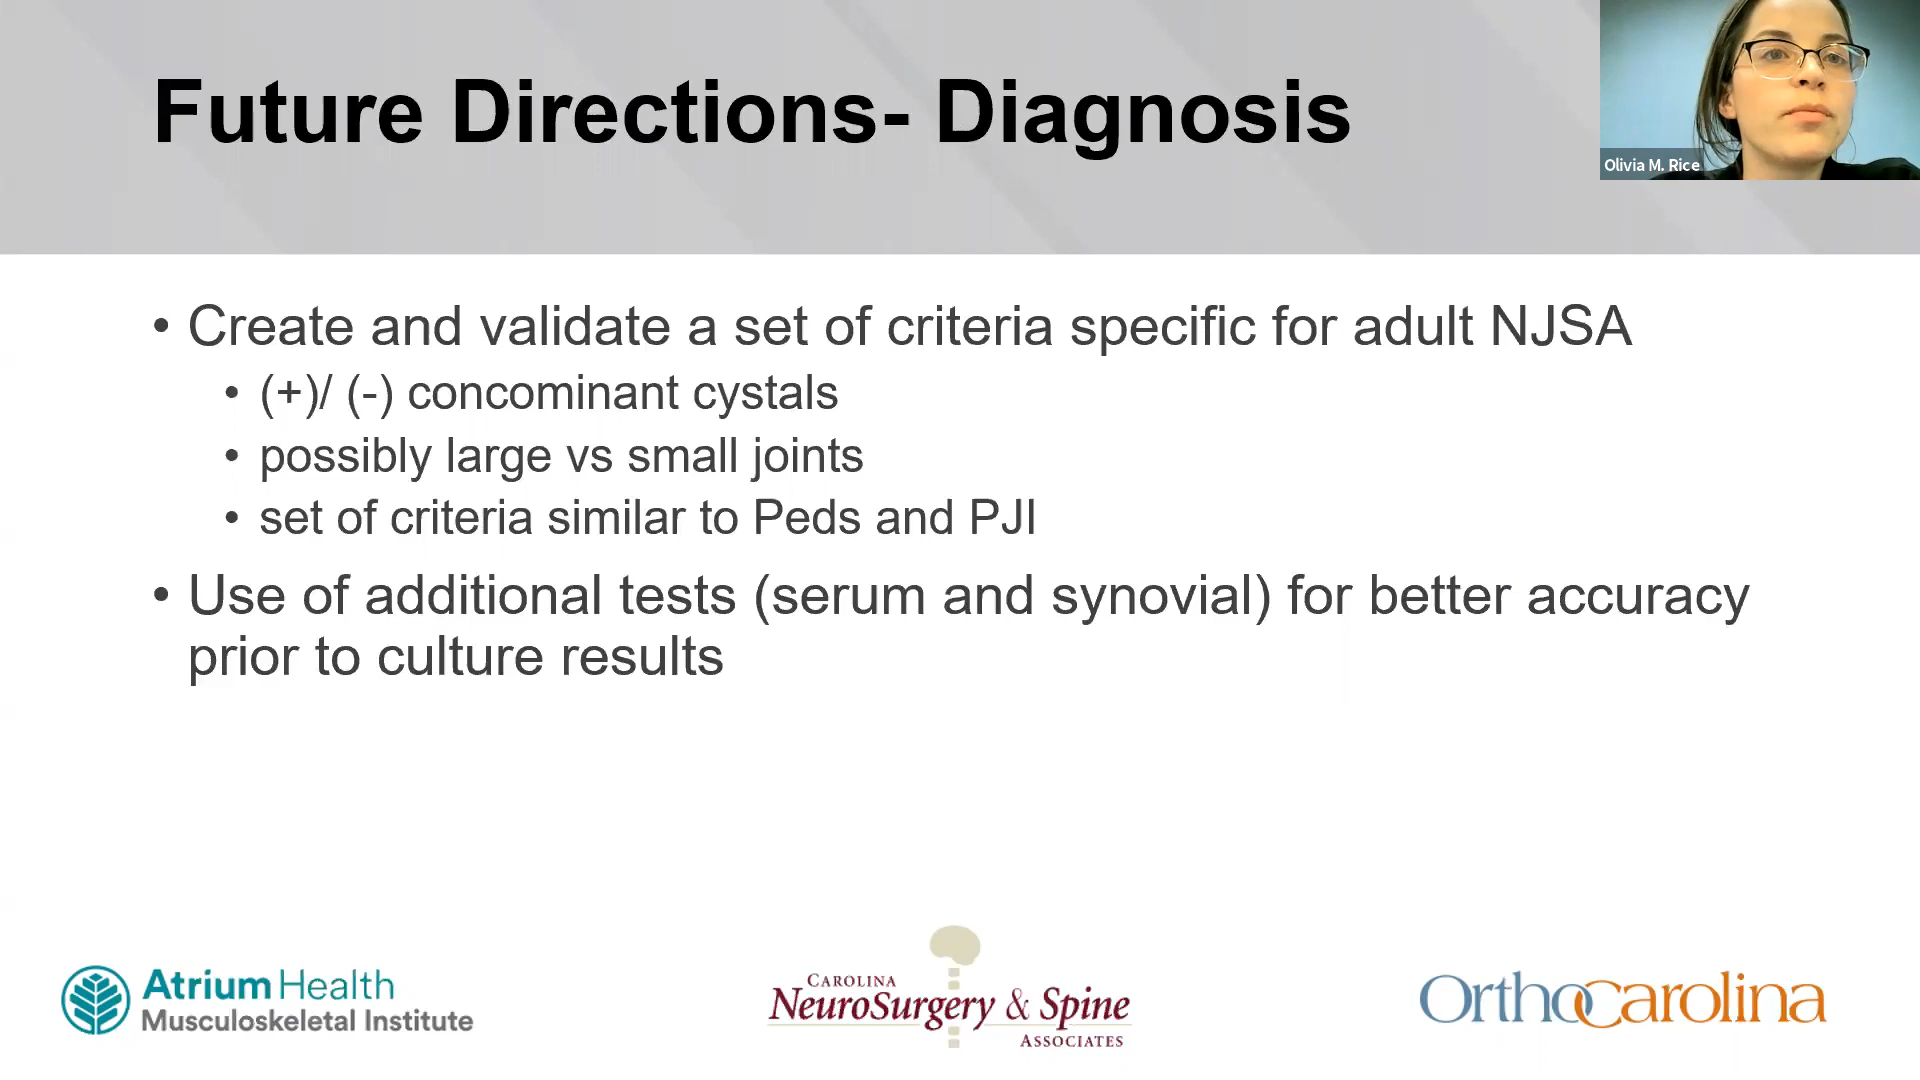 Future Directions- Diagnosis
Olivia M. Rice
• Create and validate a set of criteria specific for adult NJSA
• (+)/ (-) concominant cystals
• possibly large vs small joints
• set of criteria similar to Peds and PJI
• Use of additional tests (serum and synovial) for better accuracy
prior to culture results
Atrium Health
Musculoskeletal Institute
CAROLINA
NEUROSURGERY & SPINE
ASSOCIATES
OrthoCarolina